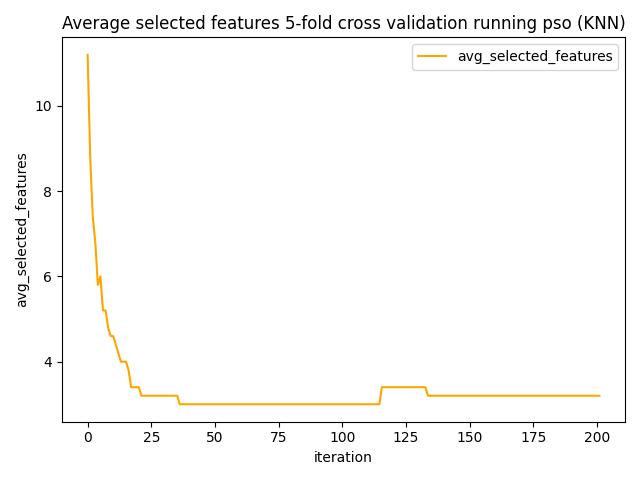 Average selected features 5-fold cross validation running pso (KNN)
avg_selected_features
10
8
6
4
avg_selected_features
0 25 50 75 100 125 150 175 200
iteration